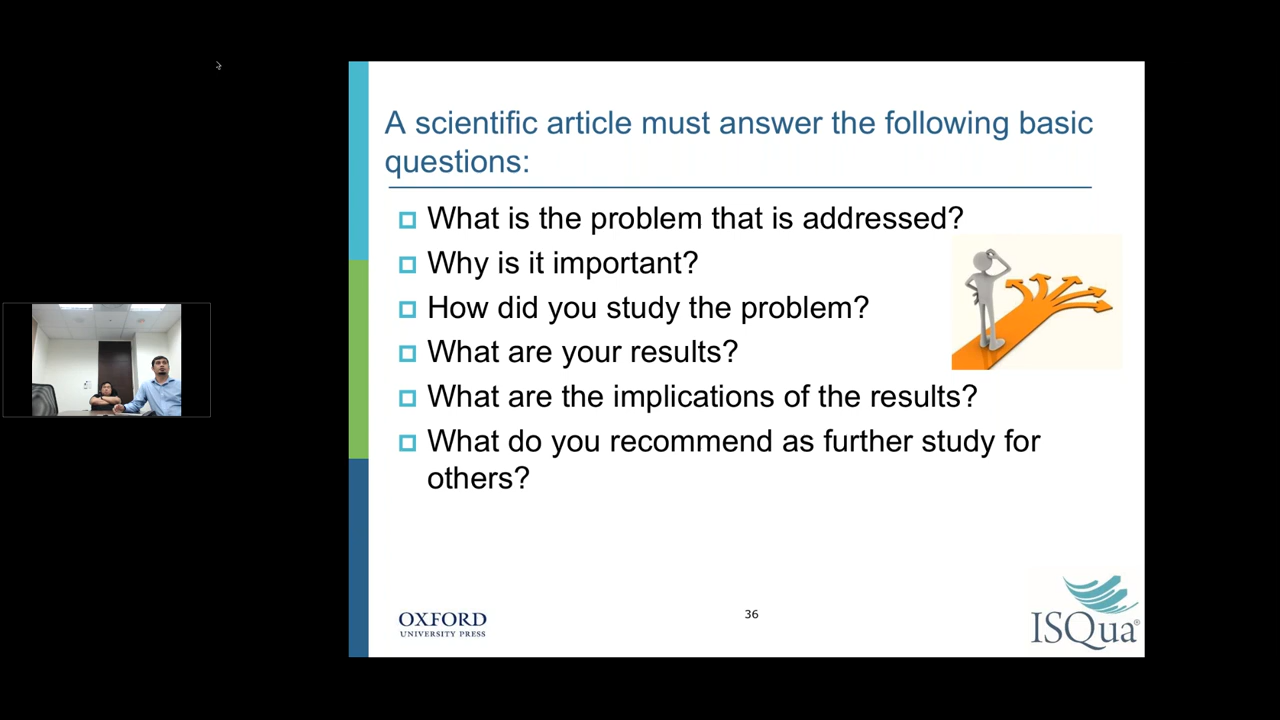 A scientific article must answer the following basic
questions:
What is the problem that is addressed?
Why is it important?
How did you study the problem?
What are your results?
What are the implications of the results?
What do you recommend as further study for
others?
OXFORD
UNIVERSITY PRESS
36
ISQua®